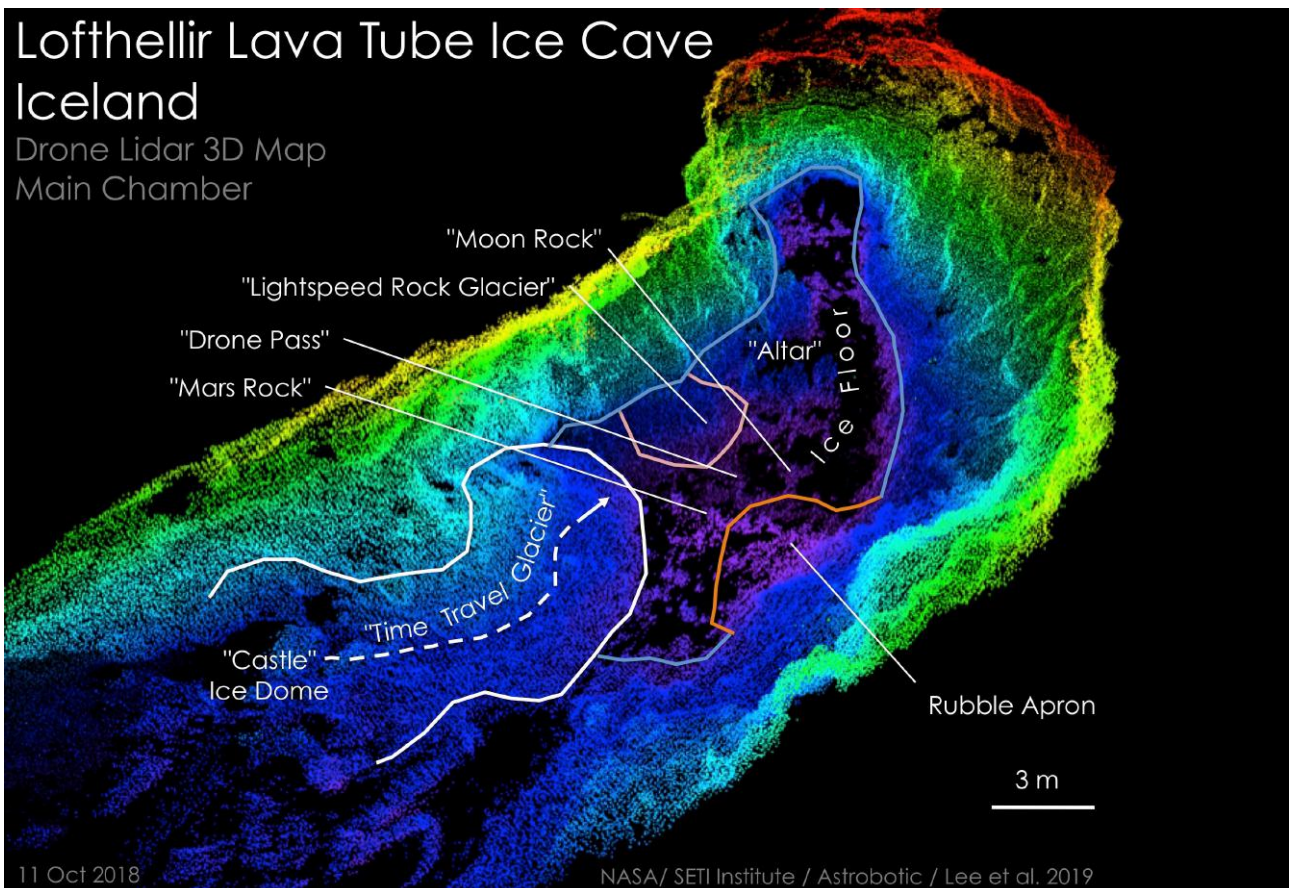 Lofthellir Lava Tube Ice Cave
Iceland
Drone Lidar 3D Map
Main Chamber
"Moon Rock"
"Lightspeed Rock Glacier"
"Drone Pass"
"Mars Rock"
"Altar"
Ice Floor
"Time Travel Glacier"
"Castle"
Ice Dome
Rubble Apron
3 m
11 Oct 2018
NASA/ SETI Institute / Astrobotic / Lee et al. 2019